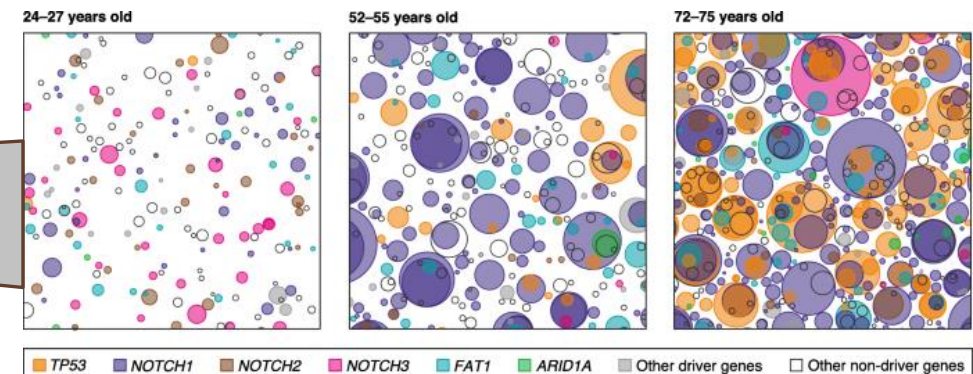 24–27 years old
52–55 years old
72–75 years old
TP53 NOTCH1 NOTCH2 NOTCH3 FAT1 ARID1A Other driver genes Other non-driver genes